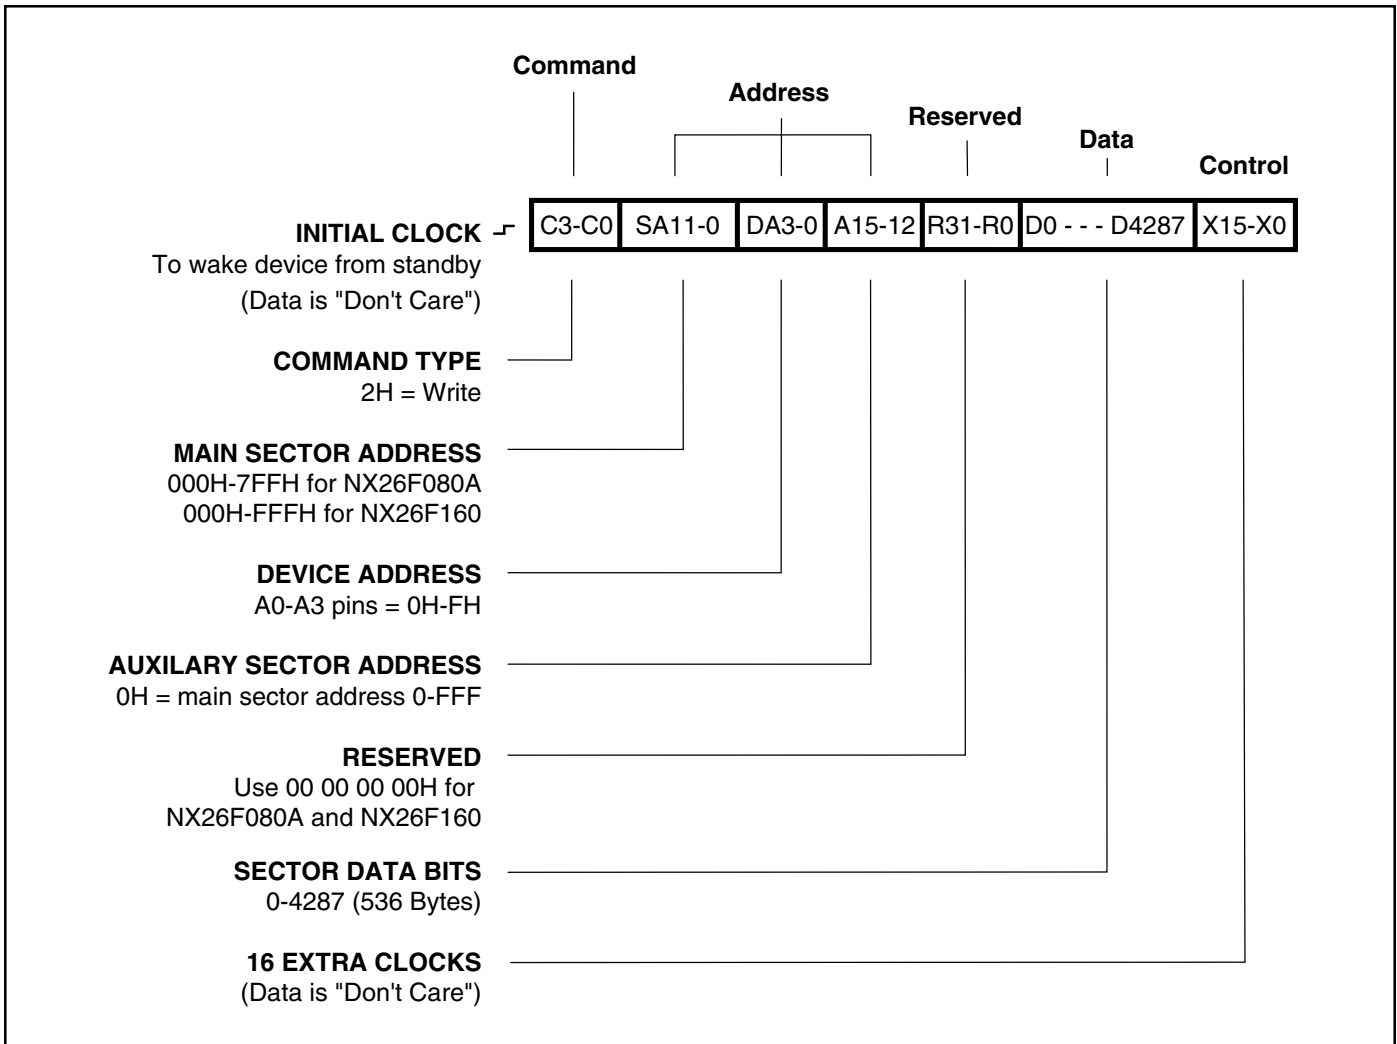 Command
Address
Reserved
Data
Control
C3-C0 SA11-0 DA3-0 A15-12 R31-R0 D0 - - - D4287 X15-X0
INITIAL CLOCK
To wake device from standby
(Data is "Don't Care")
COMMAND TYPE
2H = Write
MAIN SECTOR ADDRESS
000H-7FFH for NX26F080A
000H-FFFH for NX26F160
DEVICE ADDRESS
A0-A3 pins = 0H-FH
AUXILARY SECTOR ADDRESS
0H = main sector address 0-FFF
RESERVED
Use 00 00 00 00H for
NX26F080A and NX26F160
SECTOR DATA BITS
0-4287 (536 Bytes)
16 EXTRA CLOCKS
(Data is "Don't Care")